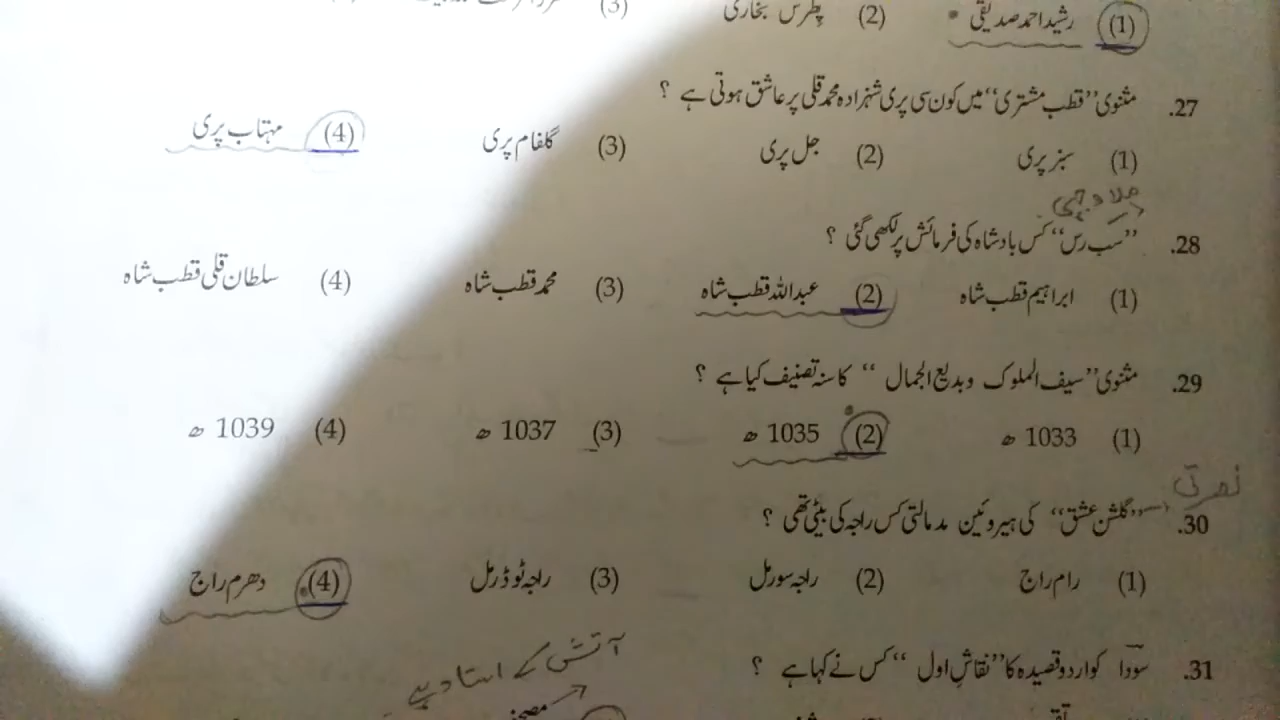 (1) رشید احمد صدیقی (2) پطرس بخاری (3)
27. مثنوی ”قطب مشتری“ میں کون سی پری شہزادہ محمد قلی پر عاشق ہوتی ہے ؟
(1) سبز پری (2) جل پری (3) گلفام پری (4) مہتاب پری
ملا وجہی
28. ”سب رس“ کس بادشاہ کی فرمائش پر لکھی گئی ؟
(1) ابراہیم قطب شاہ (2) عبداللہ قطب شاہ (3) محمد قطب شاہ (4) سلطان قلی قطب شاہ
29. مثنوی ”سیف الملوک وبدیع الجمال “ کا سنہ تصنیف کیا ہے ؟
(1) 1033 ھ (2) 1035 ھ (3) 1037 ھ (4) 1039 ھ
نصرتی
30. ”گلشن عشق“ کی ہیروئین مدمالتی کس راجہ کی بیٹی تھی ؟
(1) رام راج (2) راجہ سورمل (3) راجہ ٹوڈرمل (4) دھرم راج
آتش کے استاد ہے
31. سودا کو اردو قصیدہ کا ”نقاشِ اول “ کس نے کہا ہے ؟